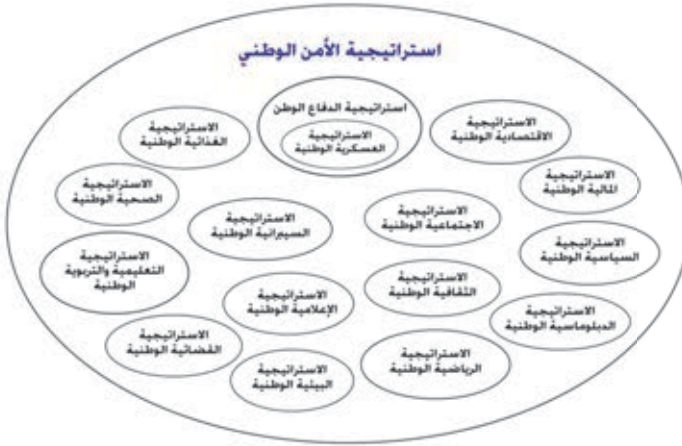 استراتيجية الأمن الوطني
استراتيجية الدفاع الوطن
الاستراتيجية
العسكرية الوطنية
الاستراتيجية
الاقتصادية الوطنية
الاستراتيجية
الغذائية الوطنية
الاستراتيجية
المالية الوطنية
الاستراتيجية
الصحية الوطنية
الاستراتيجية
الاجتماعية الوطنية
الاستراتيجية
السيبرانية الوطنية
الاستراتيجية
السياسية الوطنية
الاستراتيجية
التعليمية والتربوية
الوطنية
الاستراتيجية
الثقافية الوطنية
الاستراتيجية
الإعلامية الوطنية
الاستراتيجية
الدبلوماسية الوطنية
الاستراتيجية
القضائية الوطنية
الاستراتيجية
الرياضية الوطنية
الاستراتيجية
البيئية الوطنية